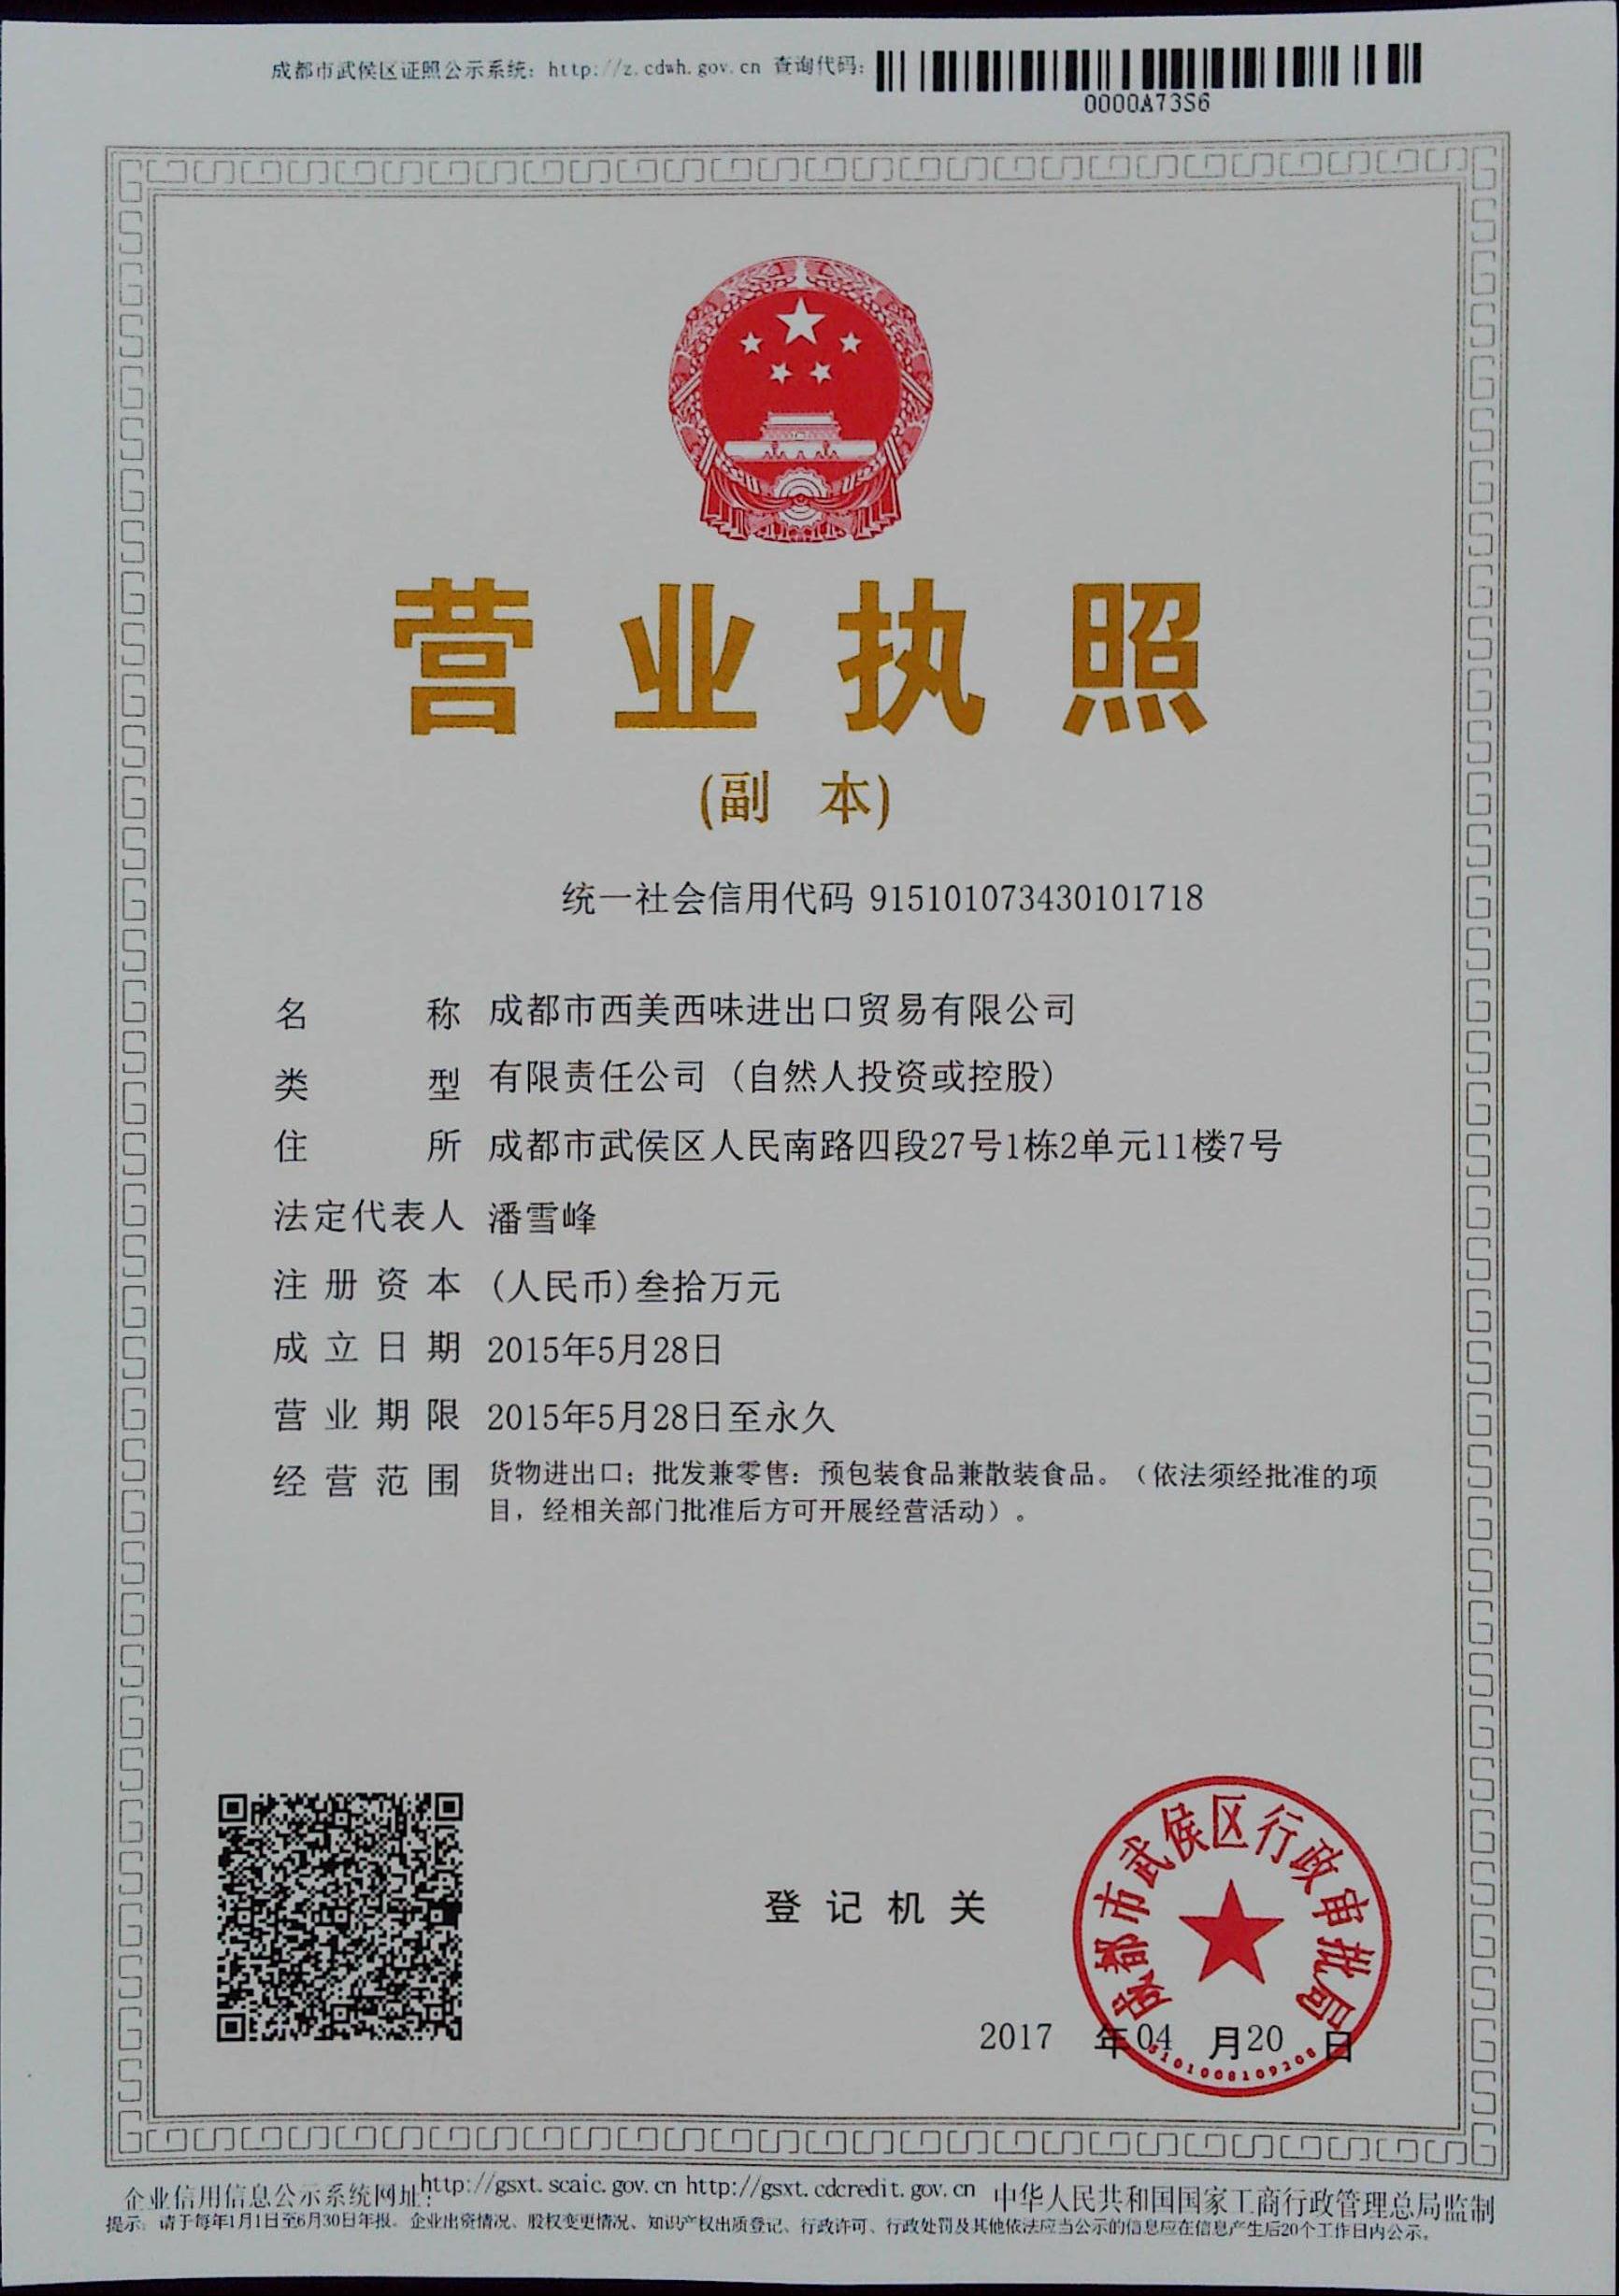 成都市武侯区证照公示系统: http://z.cdwh.gov.cn 查询代码:
0000A73S6
营业执照
(副 本)
统一社会信用代码 915101073430101718
名 称 成都市西美西味进出口贸易有限公司
类 型 有限责任公司（自然人投资或控股）
住 所 成都市武侯区人民南路四段27号1栋2单元11楼7号
法定代表人 潘雪峰
注册资本 (人民币)叁拾万元
成立日期 2015年5月28日
营业期限 2015年5月28日至永久
经营范围 货物进出口；批发兼零售：预包装食品兼散装食品。（依法须经批准的项
目，经相关部门批准后方可开展经营活动）。
登记机关
成都市武侯区行政审批局
2017 年04 月20 日
5101008109208
企业信用信息公示系统网址: http://gsxt.scaic.gov.cn http://gsxt.cdcredit.gov.cn 中华人民共和国国家工商行政管理总局监制
提示: 请于每年1月1日至6月30日年报。企业出资情况、股权变更情况、知识产权出质登记、行政许可、行政处罚及其他依法应当公示的信息应在信息产生后20个工作日内公示。